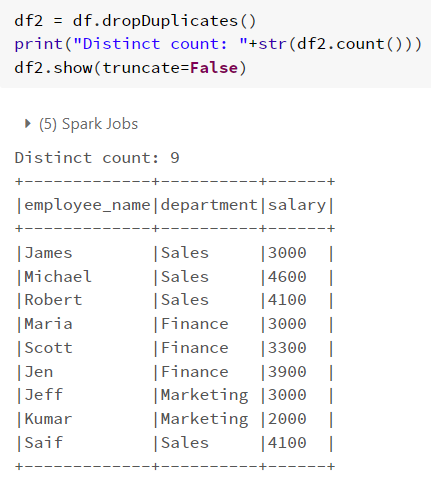 df2 = df.dropDuplicates()
print("Distinct count: "+str(df2.count()))
df2.show(truncate=False)
(5) Spark Jobs
Distinct count: 9
+-------------+----------+------+
|employee_name|department|salary|
+-------------+----------+------+
|James        |Sales     |3000  |
|Michael      |Sales     |4600  |
|Robert       |Sales     |4100  |
|Maria        |Finance   |3000  |
|Scott        |Finance   |3300  |
|Jen          |Finance   |3900  |
|Jeff         |Marketing |3000  |
|Kumar        |Marketing |2000  |
|Saif         |Sales     |4100  |
+-------------+----------+------+